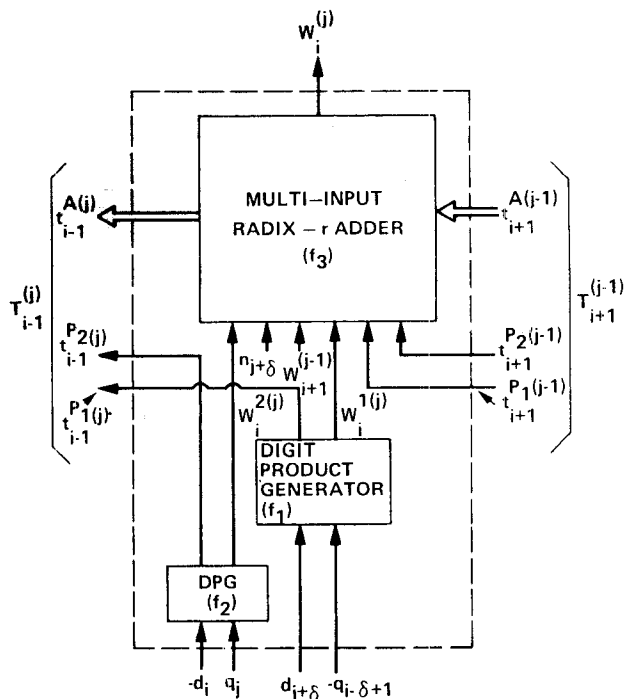 W_i^(j)
t_{i-1}^{A(j)}
MULTI-INPUT
RADIX - r ADDER
(f_3)
t_{i+1}^{A(j-1)}
T_{i-1}^{(j)}
T_{i+1}^{(j-1)}
t_{i-1}^{P_2(j)}
t_{i+1}^{P_2(j-1)}
t_{i-1}^{P_1(j)}
t_{i+1}^{P_1(j-1)}
n_{j+δ}
W_{i+1}^{(j-1)}
W_i^{2(j)}
W_i^{1(j)}
DIGIT
PRODUCT
GENERATOR
(f_1)
DPG
(f_2)
-d_i
q_j
d_{j+δ}
-q_{i-δ+1}